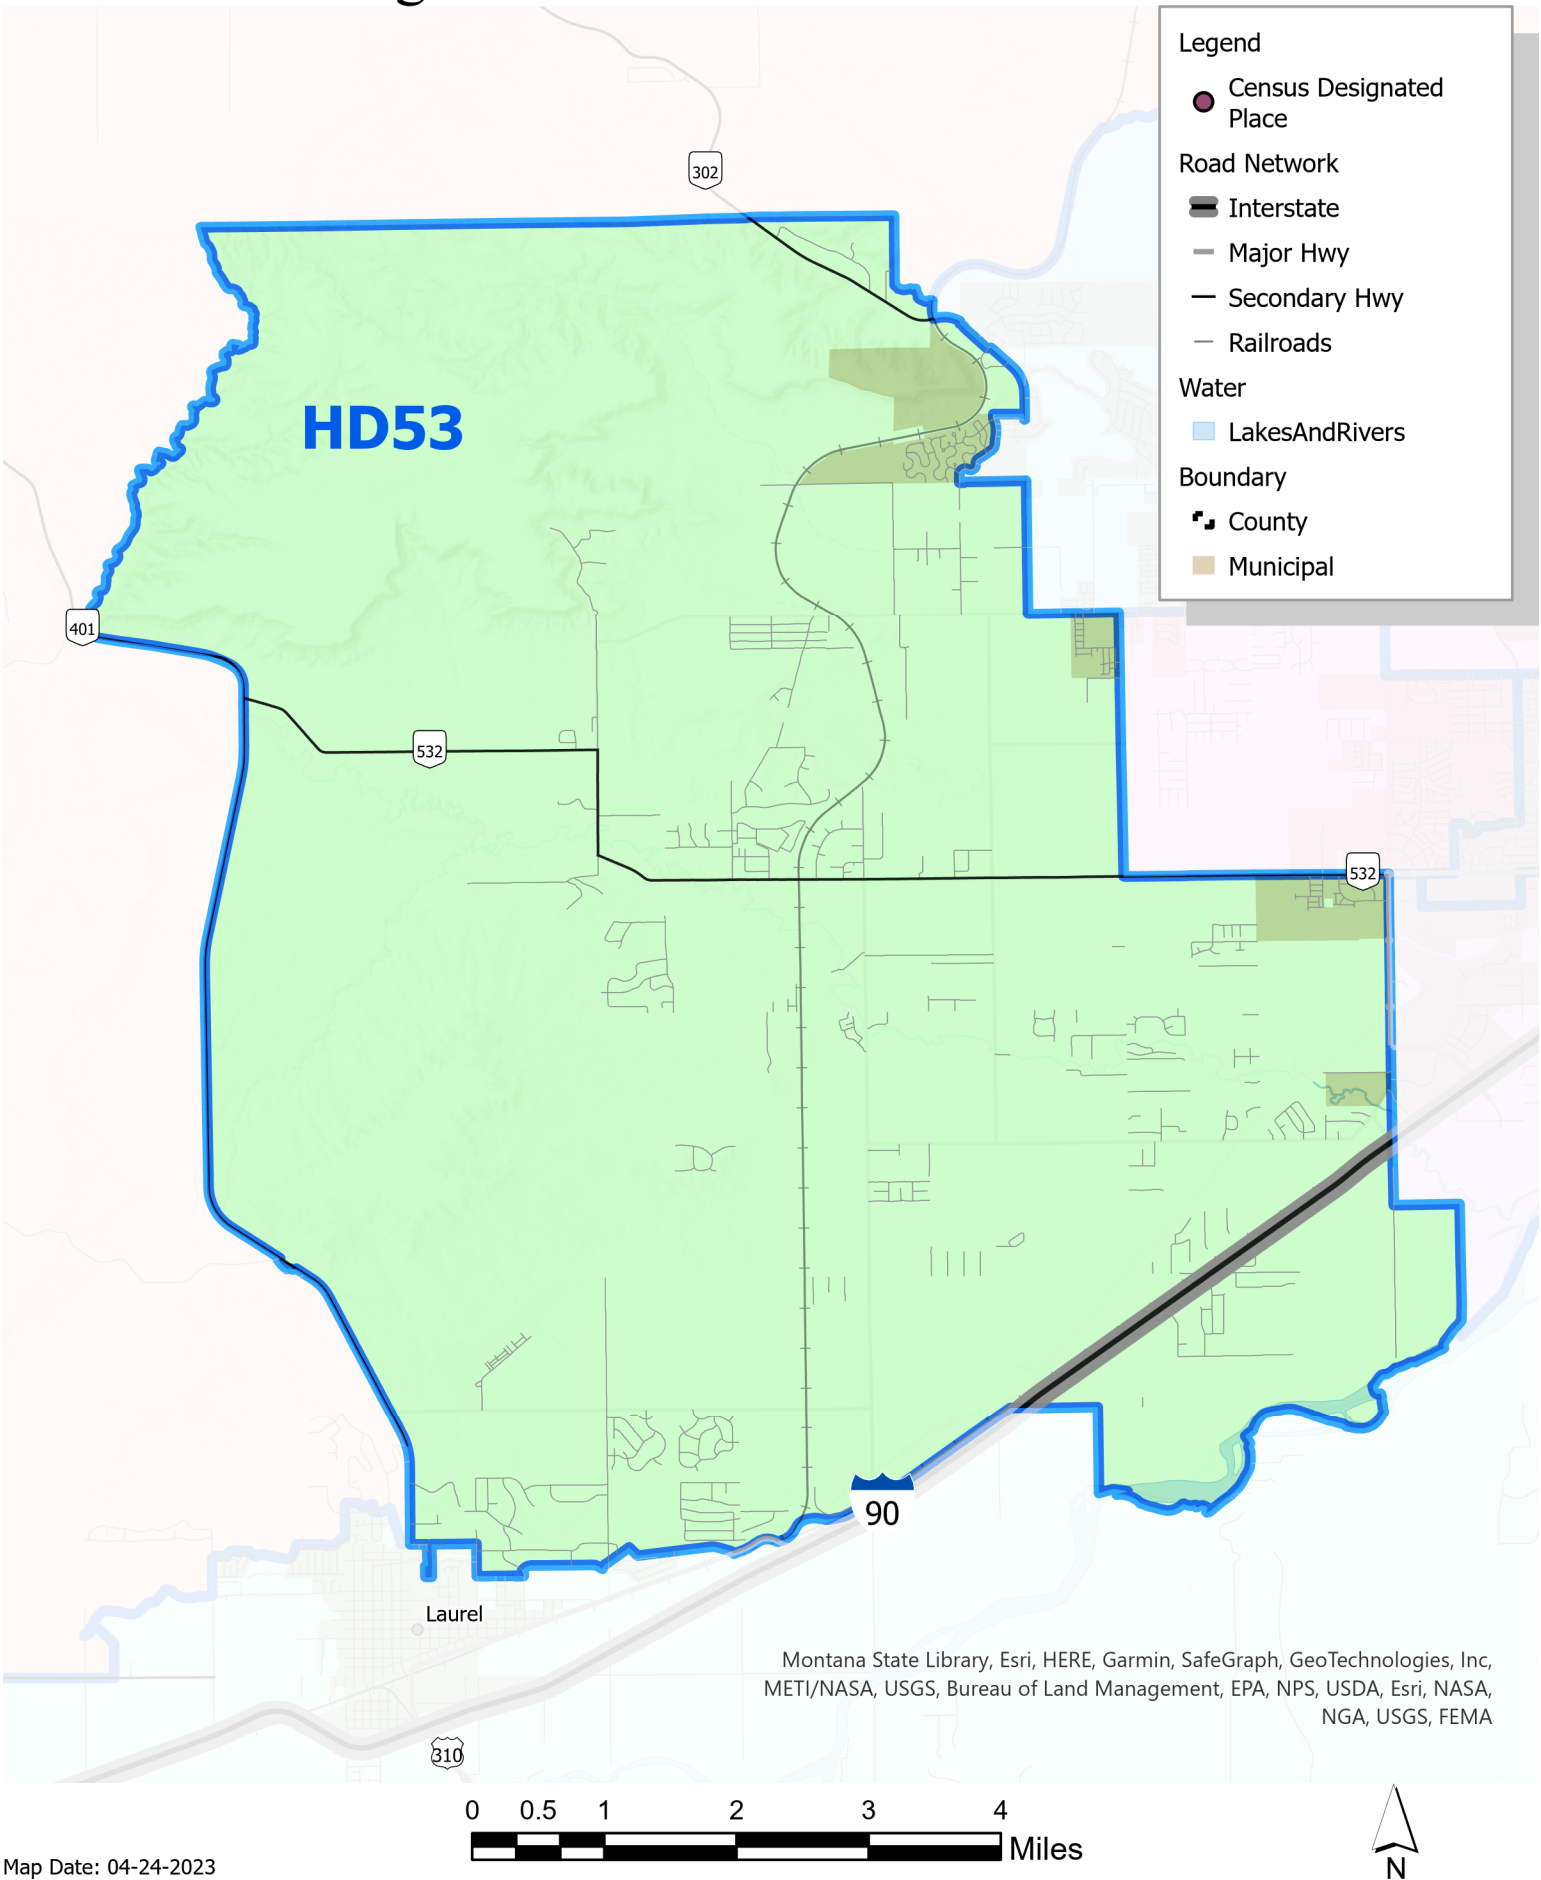 Legend
Census Designated
Place
Road Network
Interstate
Major Hwy
Secondary Hwy
Railroads
Water
LakesAndRivers
Boundary
County
Municipal
302
HD53
401
532
532
90
Laurel
310
Montana State Library, Esri, HERE, Garmin, SafeGraph, GeoTechnologies, Inc,
METI/NASA, USGS, Bureau of Land Management, EPA, NPS, USDA, Esri, NASA,
NGA, USGS, FEMA
0 0.5 1 2 3 4
Miles
N
Map Date: 04-24-2023